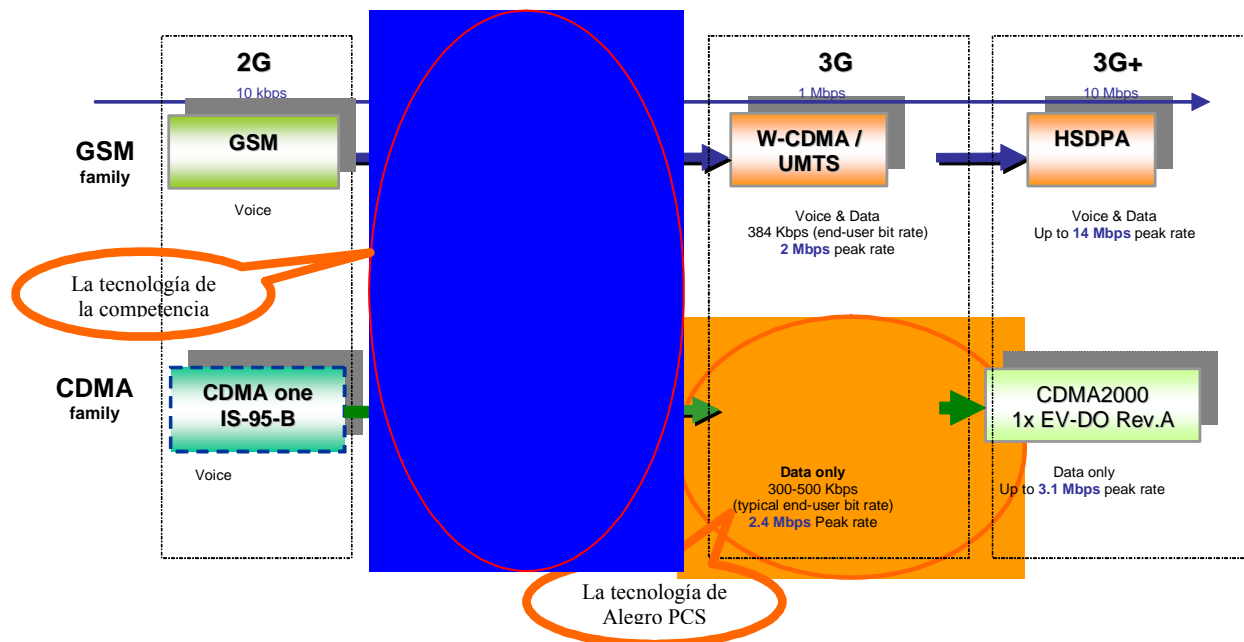 2G
3G
3G+
10 kbps
1 Mbps
10 Mbps
GSM
family
GSM
W-CDMA /
UMTS
HSDPA
Voice
Voice & Data
384 Kbps (end-user bit rate)
2 Mbps peak rate
Voice & Data
Up to 14 Mbps peak rate
La tecnología de
la competencia
CDMA
family
CDMA one
IS-95-B
CDMA2000
1x EV-DO Rev.A
Voice
Data only
300-500 Kbps
(typical end-user bit rate)
2.4 Mbps Peak rate
Data only
Up to 3.1 Mbps peak rate
La tecnología de
Alegro PCS